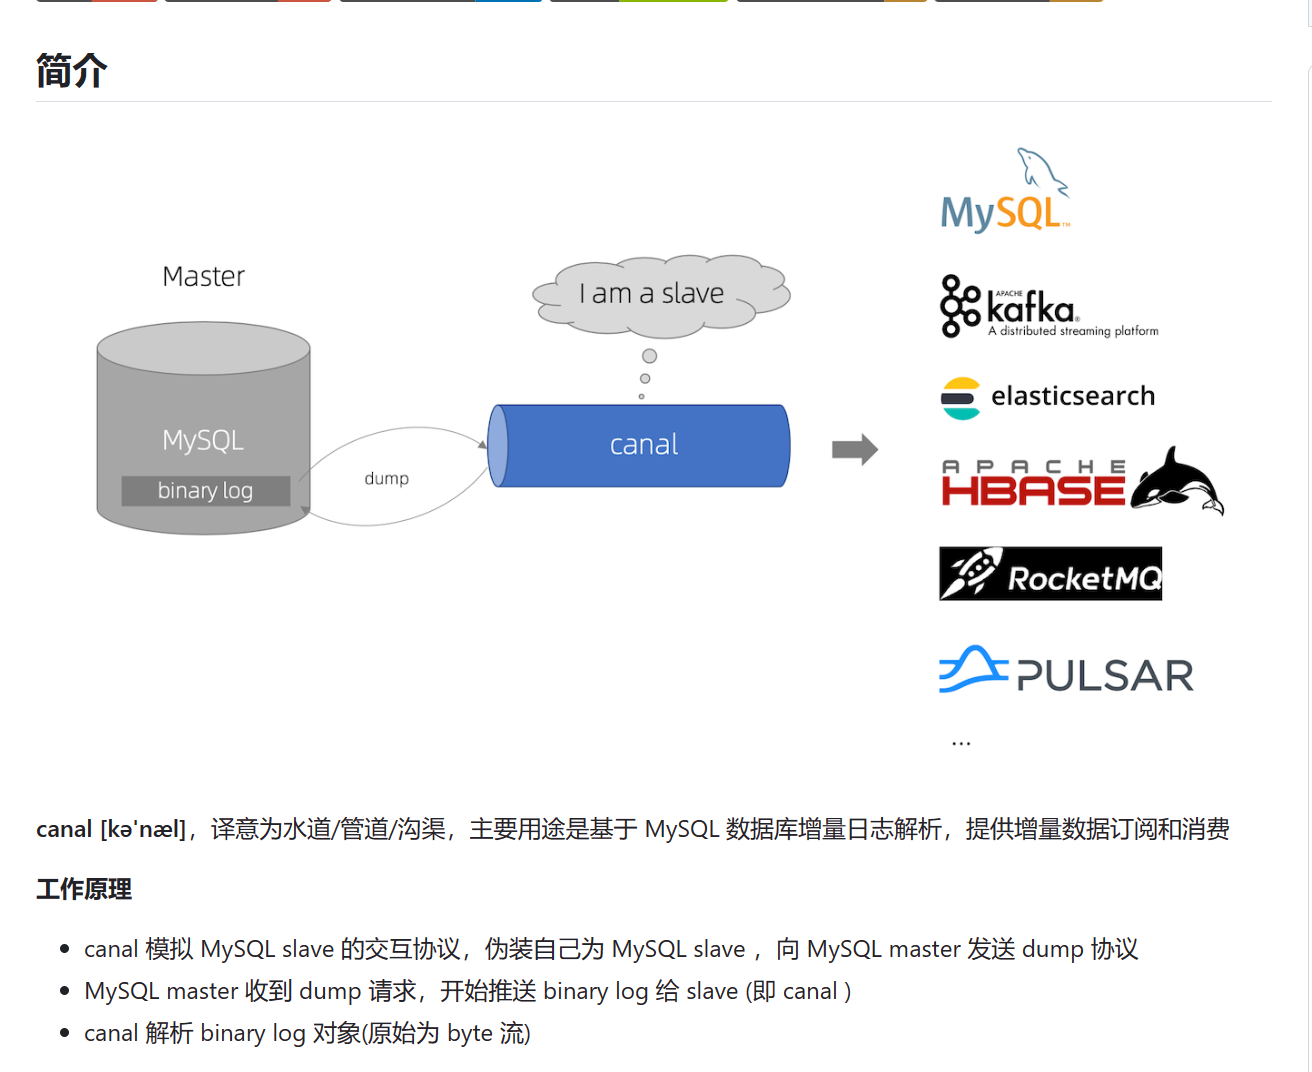 简介
Master
MySQL
binary log
dump
I am a slave
canal
MySQL™
APACHE
kafka®
A distributed streaming platform
elasticsearch
APACHE
HBASE
RocketMQ
PULSAR
...
canal [kə'næl]，译意为水道/管道/沟渠，主要用途是基于 MySQL 数据库增量日志解析，提供增量数据订阅和消费
工作原理
canal 模拟 MySQL slave 的交互协议，伪装自己为 MySQL slave ，向 MySQL master 发送 dump 协议
MySQL master 收到 dump 请求，开始推送 binary log 给 slave (即 canal )
canal 解析 binary log 对象(原始为 byte 流)